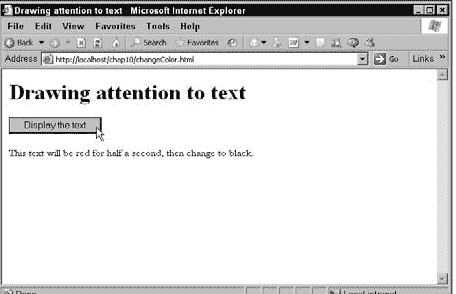 Drawing attention to text - Microsoft Internet Explorer
File Edit View Favorites Tools Help
Back Search Favorites
Address http://localhost/chap10/changeColor.html Go Links »
Drawing attention to text
Display the text
This text will be red for half a second, then change to black.
Done Local intranet